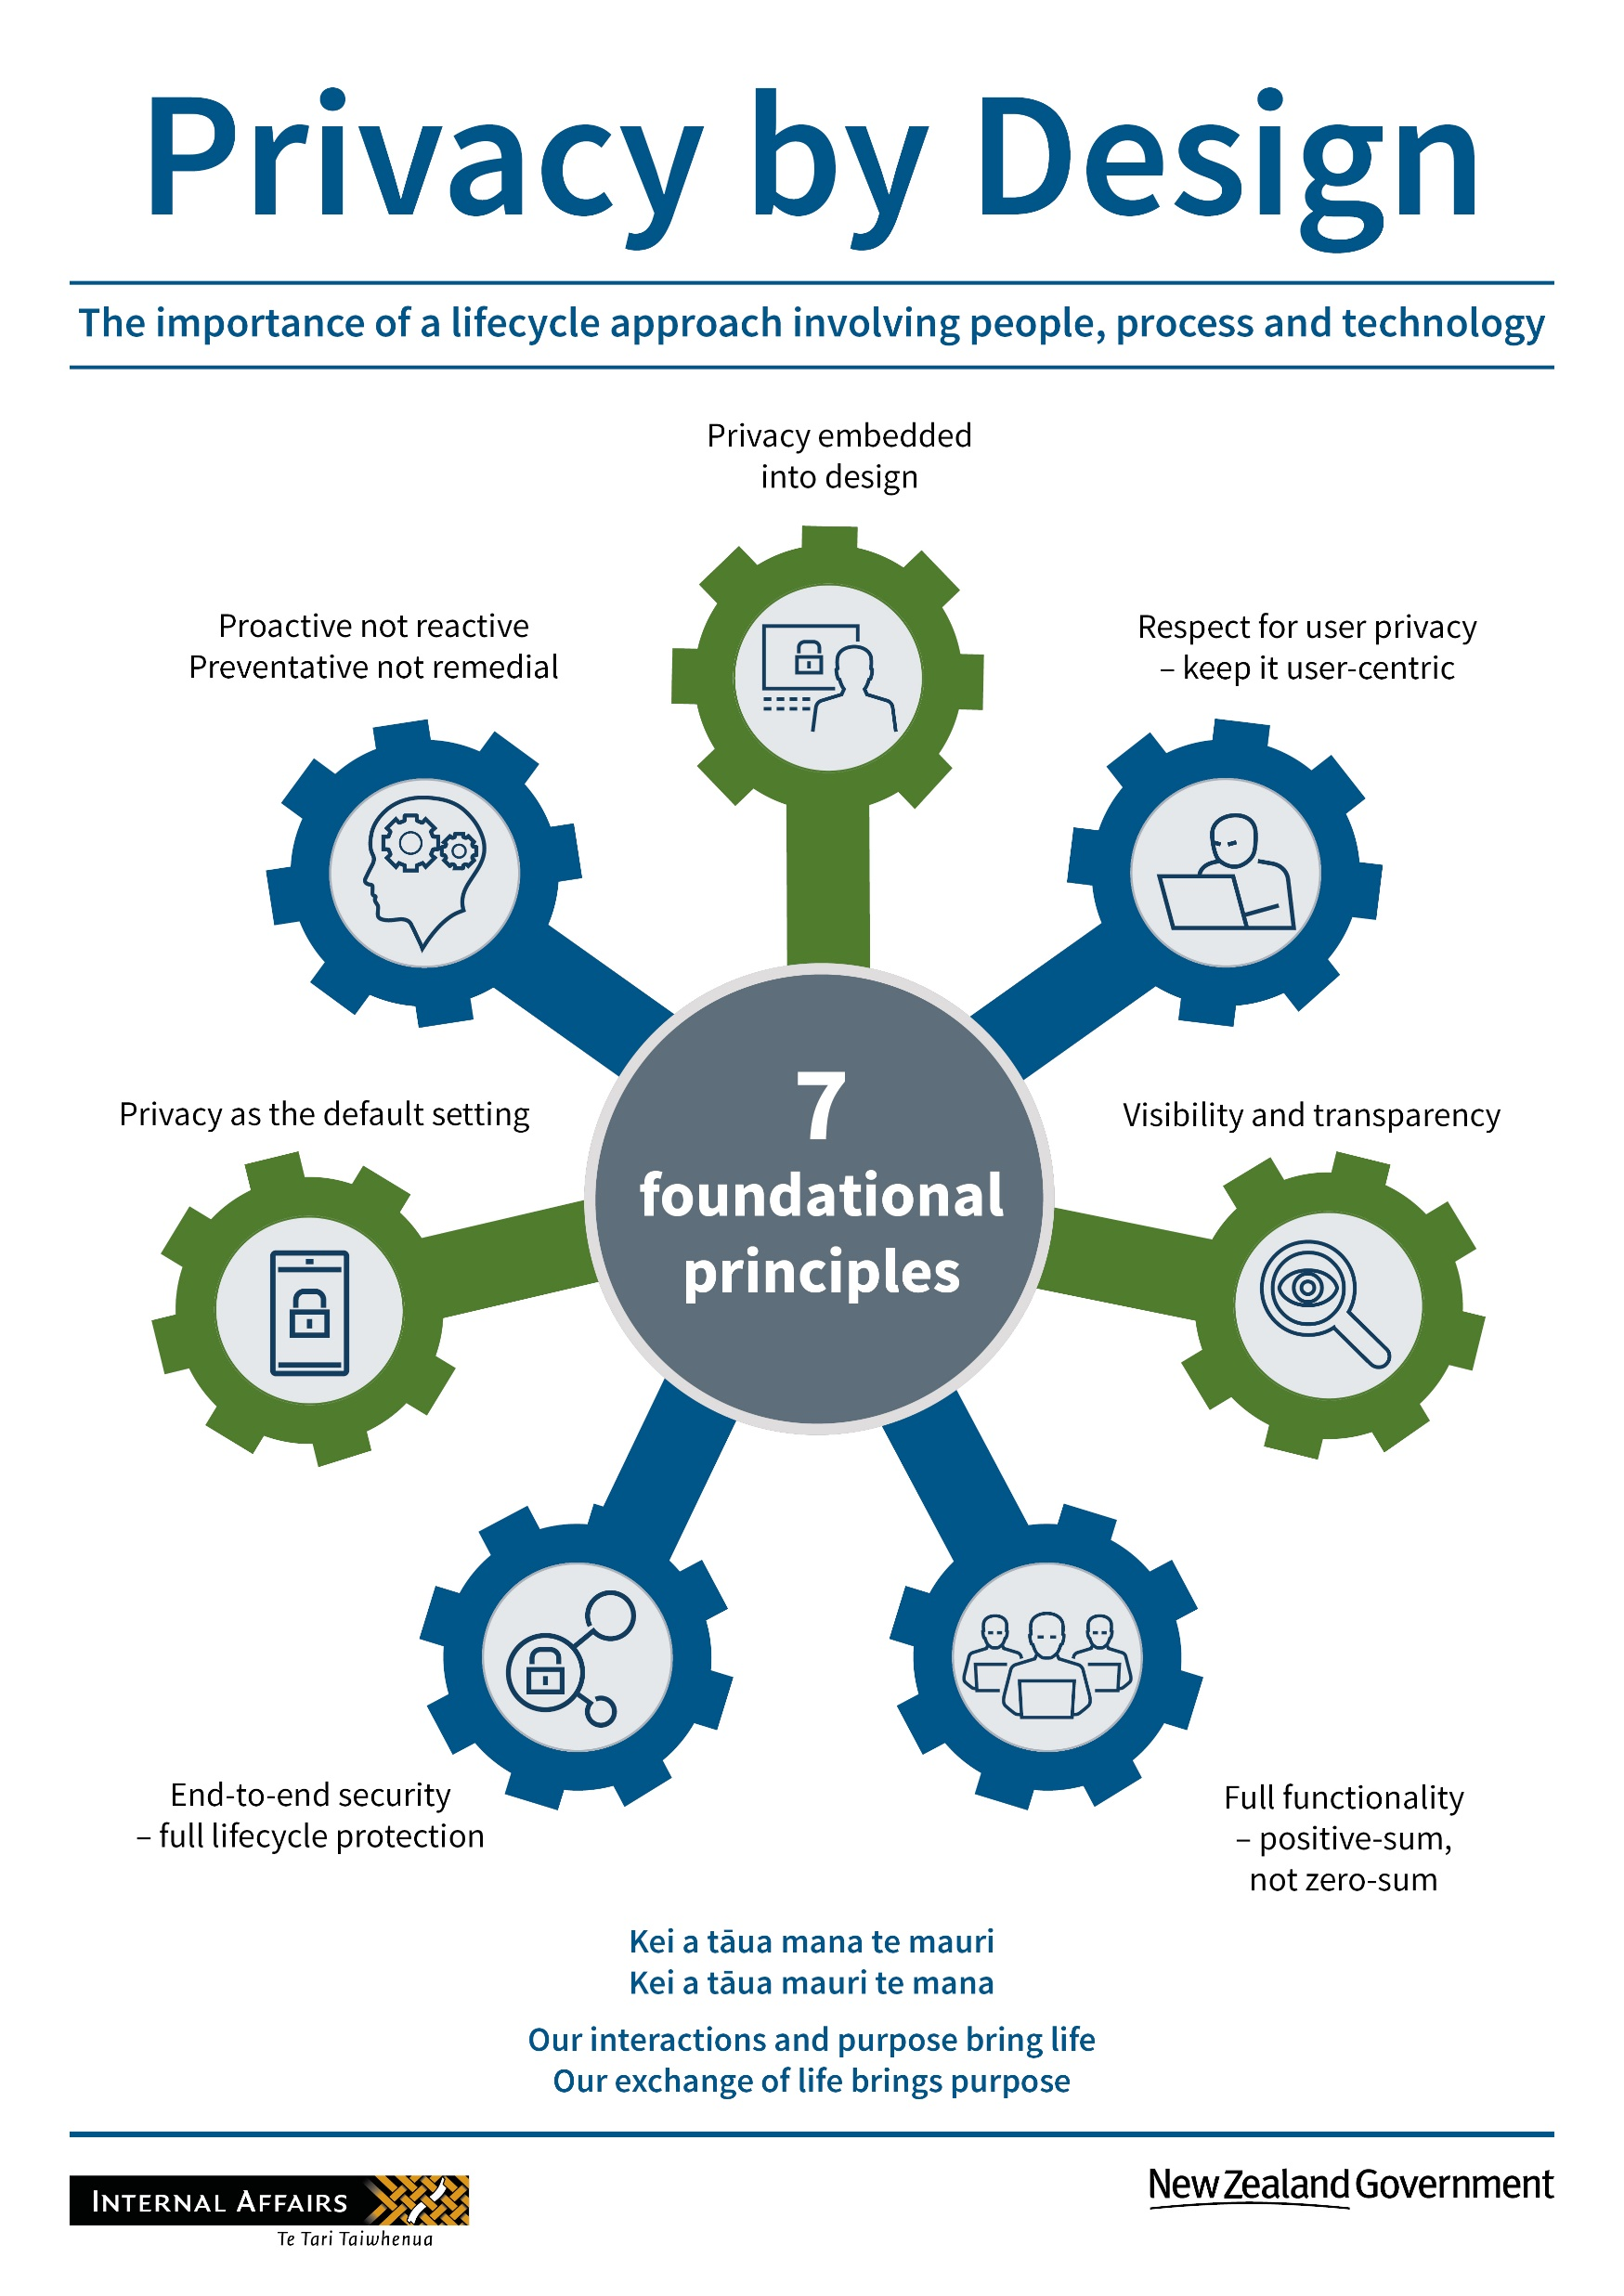 Privacy by Design
The importance of a lifecycle approach involving people, process and technology
Privacy embedded
into design
Proactive not reactive
Preventative not remedial
Respect for user privacy
– keep it user-centric
7
foundational
principles
Privacy as the default setting
Visibility and transparency
End-to-end security
– full lifecycle protection
Full functionality
– positive-sum,
not zero-sum
Kei a tāua mana te mauri
Kei a tāua mauri te mana
Our interactions and purpose bring life
Our exchange of life brings purpose
INTERNAL AFFAIRS
Te Tari Taiwhenua
New Zealand Government